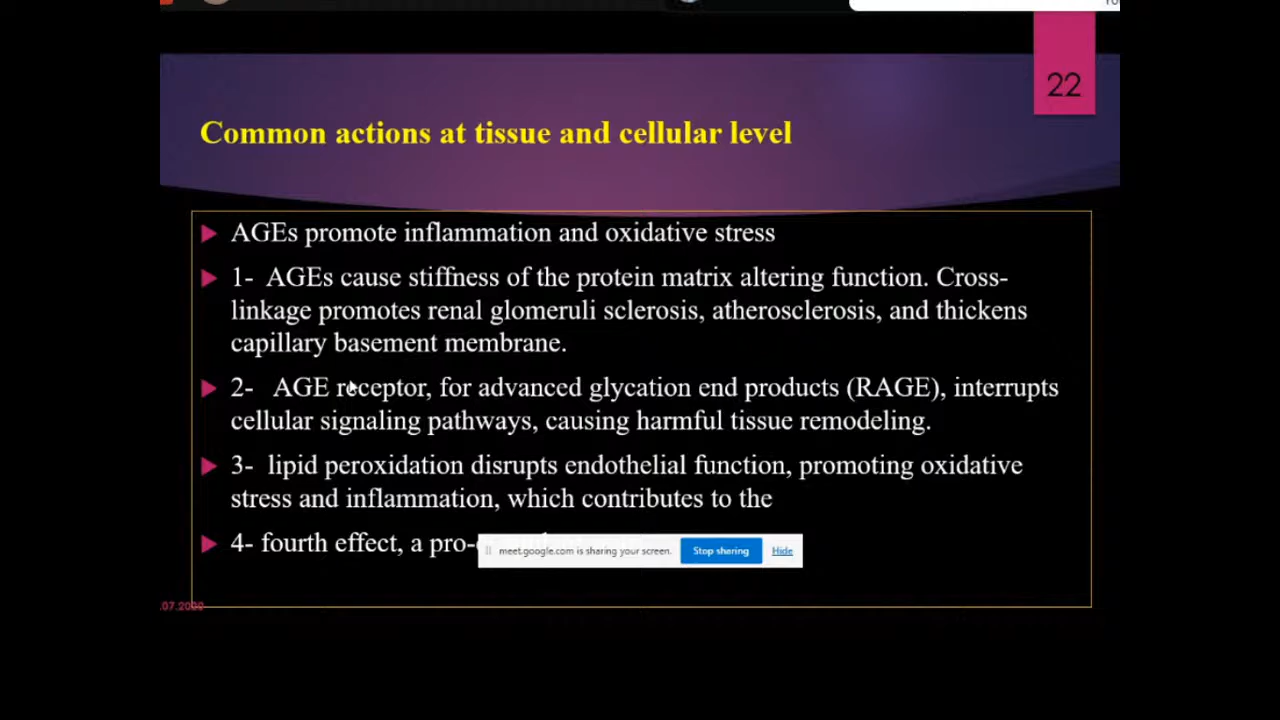 22
Common actions at tissue and cellular level
AGEs promote inflammation and oxidative stress
1- AGEs cause stiffness of the protein matrix altering function. Cross-
linkage promotes renal glomeruli sclerosis, atherosclerosis, and thickens
capillary basement membrane.
2- AGE receptor, for advanced glycation end products (RAGE), interrupts
cellular signaling pathways, causing harmful tissue remodeling.
3- lipid peroxidation disrupts endothelial function, promoting oxidative
stress and inflammation, which contributes to the
4- fourth effect, a pro-
meet.google.com is sharing your screen. Stop sharing Hide
.07.2020